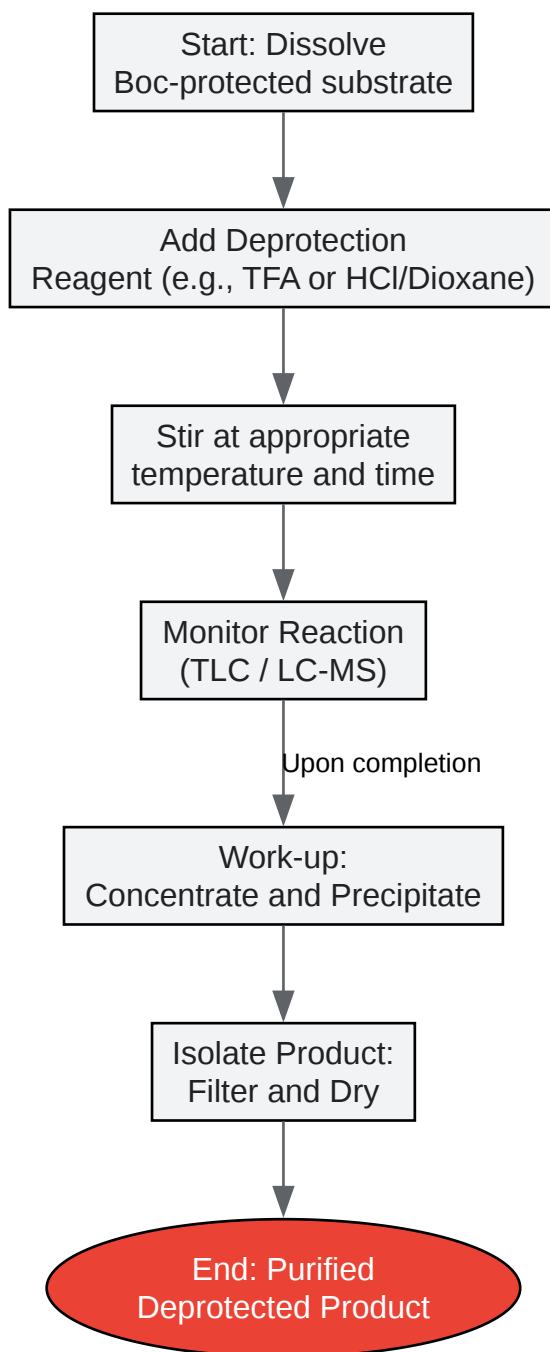 Start: Dissolve
Boc-protected substrate
Add Deprotection
Reagent (e.g., TFA or HCl/Dioxane)
Stir at appropriate
temperature and time
Monitor Reaction
(TLC / LC-MS)
Upon completion
Work-up:
Concentrate and Precipitate
Isolate Product:
Filter and Dry
End: Purified
Deprotected Product